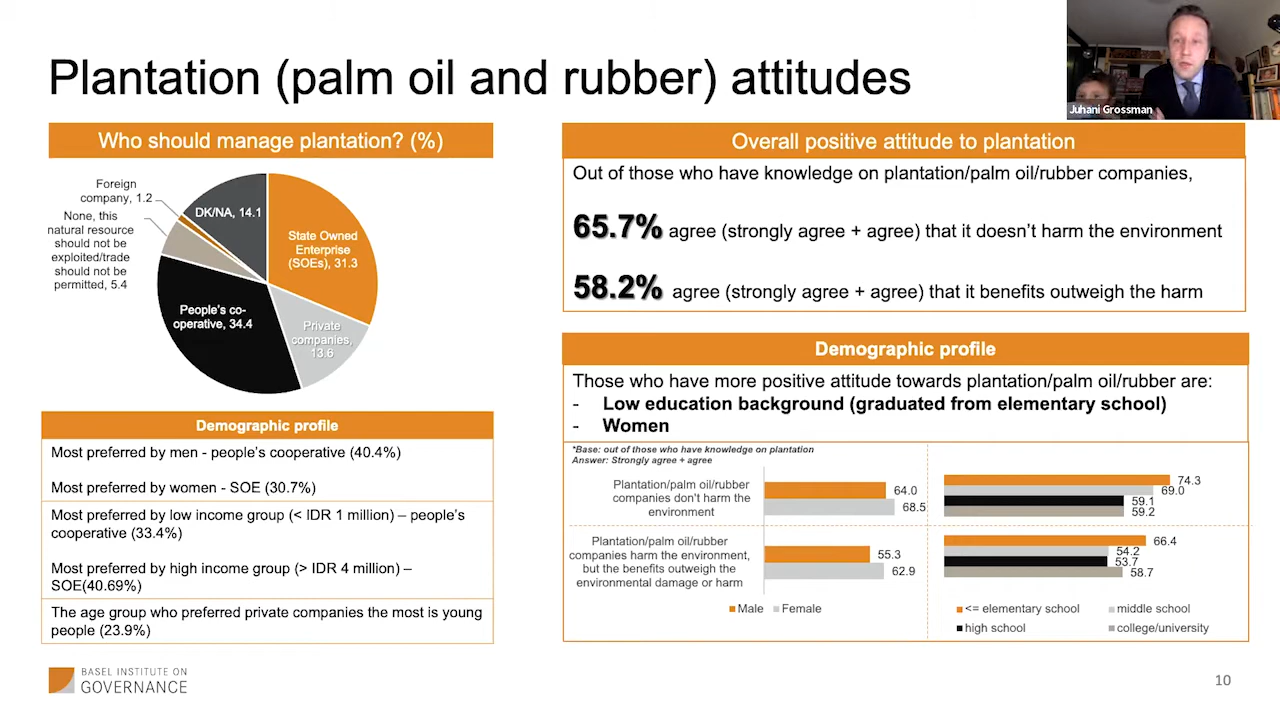 Plantation (palm oil and rubber) attitudes
Juhani Grossman
Who should manage plantation? (%)
Foreign
company, 1.2
None, this
natural resource
should not be
exploited/trade
should not be
permitted, 5.4
DK/NA, 14.1
State Owned
Enterprise
(SOEs), 31.3
People's co-
operative, 34.4
Private
companies,
13.6
Demographic profile
Most preferred by men - people's cooperative (40.4%)
Most preferred by women - SOE (30.7%)
Most preferred by low income group (< IDR 1 million) – people's
cooperative (33.4%)
Most preferred by high income group (> IDR 4 million) –
SOE(40.69%)
The age group who preferred private companies the most is young
people (23.9%)
Overall positive attitude to plantation
Out of those who have knowledge on plantation/palm oil/rubber companies,
65.7% agree (strongly agree + agree) that it doesn't harm the environment
58.2% agree (strongly agree + agree) that it benefits outweigh the harm
Demographic profile
Those who have more positive attitude towards plantation/palm oil/rubber are:
- Low education background (graduated from elementary school)
- Women
*Base: out of those who have knowledge on plantation
Answer: Strongly agree + agree
Plantation/palm oil/rubber
companies don't harm the
environment
64.0
68.5
74.3
69.0
59.1
59.2
Plantation/palm oil/rubber
companies harm the environment,
but the benefits outweigh the
environmental damage or harm
55.3
62.9
66.4
54.2
53.7
58.7
Male Female
<= elementary school middle school
high school college/university
BASEL INSTITUTE ON
GOVERNANCE
10